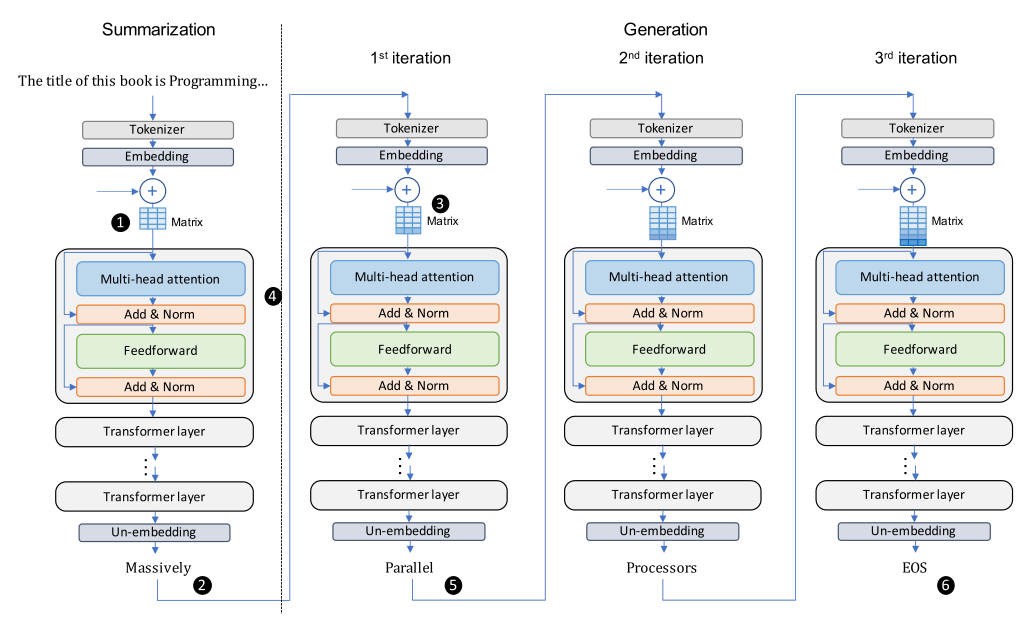 Summarization
Generation
1st iteration
2nd iteration
3rd iteration
The title of this book is Programming...
Tokenizer
Embedding
+
1
Matrix
Multi-head attention
4
Add & Norm
Feedforward
Add & Norm
Transformer layer
⋮
Transformer layer
Un-embedding
Massively
2
Tokenizer
Embedding
+
3
Matrix
Multi-head attention
Add & Norm
Feedforward
Add & Norm
Transformer layer
⋮
Transformer layer
Un-embedding
Parallel
5
Tokenizer
Embedding
+
Matrix
Multi-head attention
Add & Norm
Feedforward
Add & Norm
Transformer layer
⋮
Transformer layer
Un-embedding
Processors
Tokenizer
Embedding
+
Matrix
Multi-head attention
Add & Norm
Feedforward
Add & Norm
Transformer layer
⋮
Transformer layer
Un-embedding
EOS
6